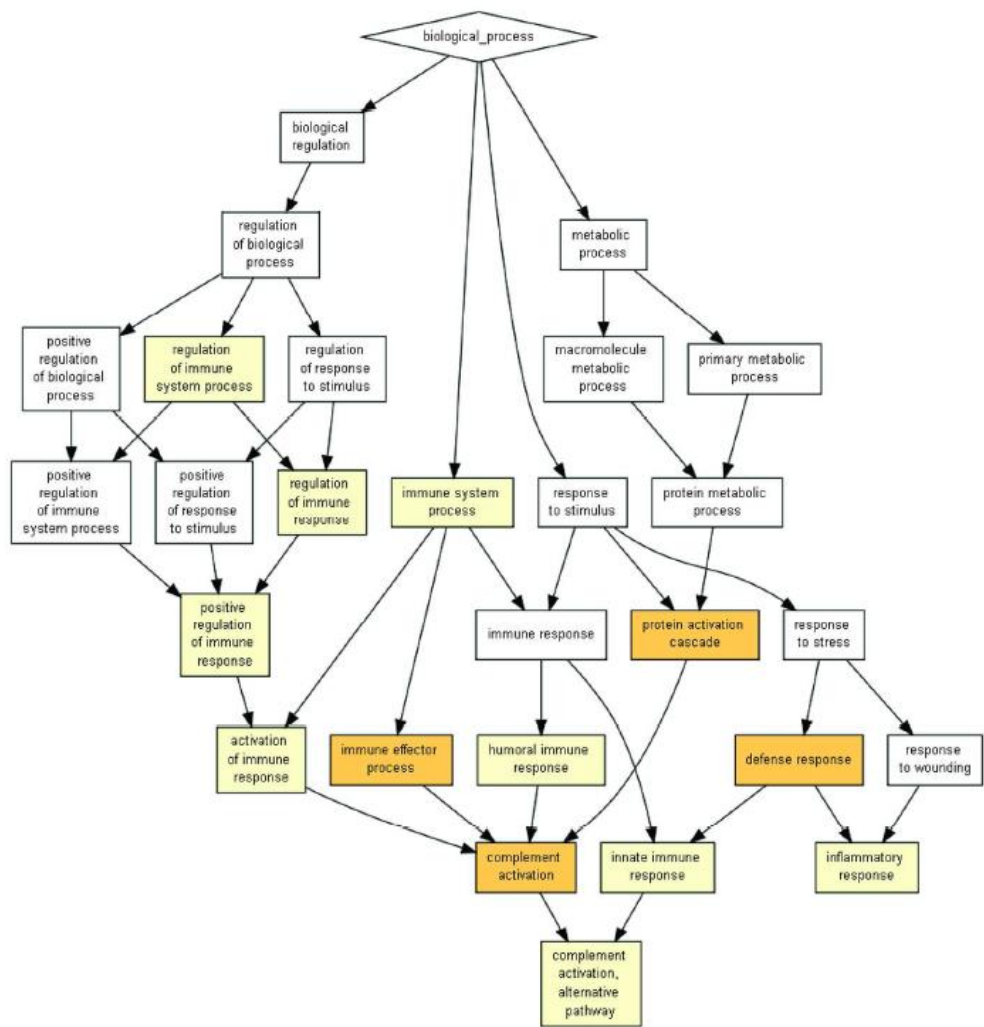 biological_process
biological
regulation
regulation
of biological
process
metabolic
process
positive
regulation
of biological
process
regulation
of immune
system process
regulation
of response
to stimulus
macromolecule
metabolic
process
primary metabolic
process
positive
regulation
of immune
system process
positive
regulation
of response
to stimulus
regulation
of immune
response
immune system
process
response
to stimulus
protein metabolic
process
positive
regulation
of immune
response
immune response
protein activation
cascade
response
to stress
activation
of immune
response
immune effector
process
humoral immune
response
defense response
response
to wounding
complement
activation
innate immune
response
inflammatory
response
complement
activation,
alternative
pathway